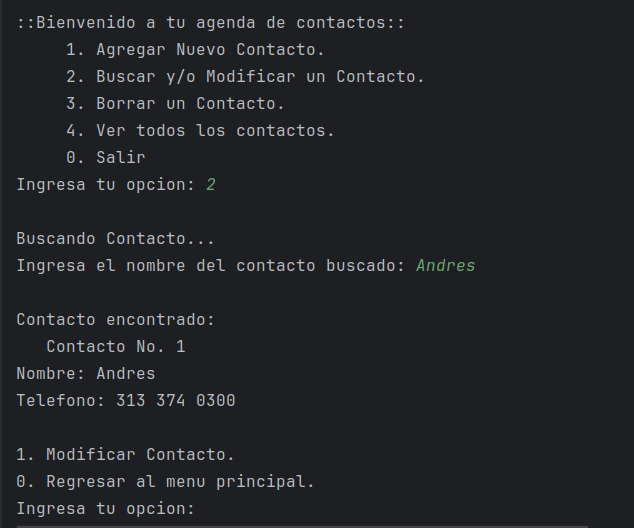 ::Bienvenido a tu agenda de contactos::
1. Agregar Nuevo Contacto.
2. Buscar y/o Modificar un Contacto.
3. Borrar un Contacto.
4. Ver todos los contactos.
0. Salir
Ingresa tu opcion: 2
Buscando Contacto...
Ingresa el nombre del contacto buscado: Andres
Contacto encontrado:
Contacto No. 1
Nombre: Andres
Telefono: 313 374 0300
1. Modificar Contacto.
0. Regresar al menu principal.
Ingresa tu opcion: